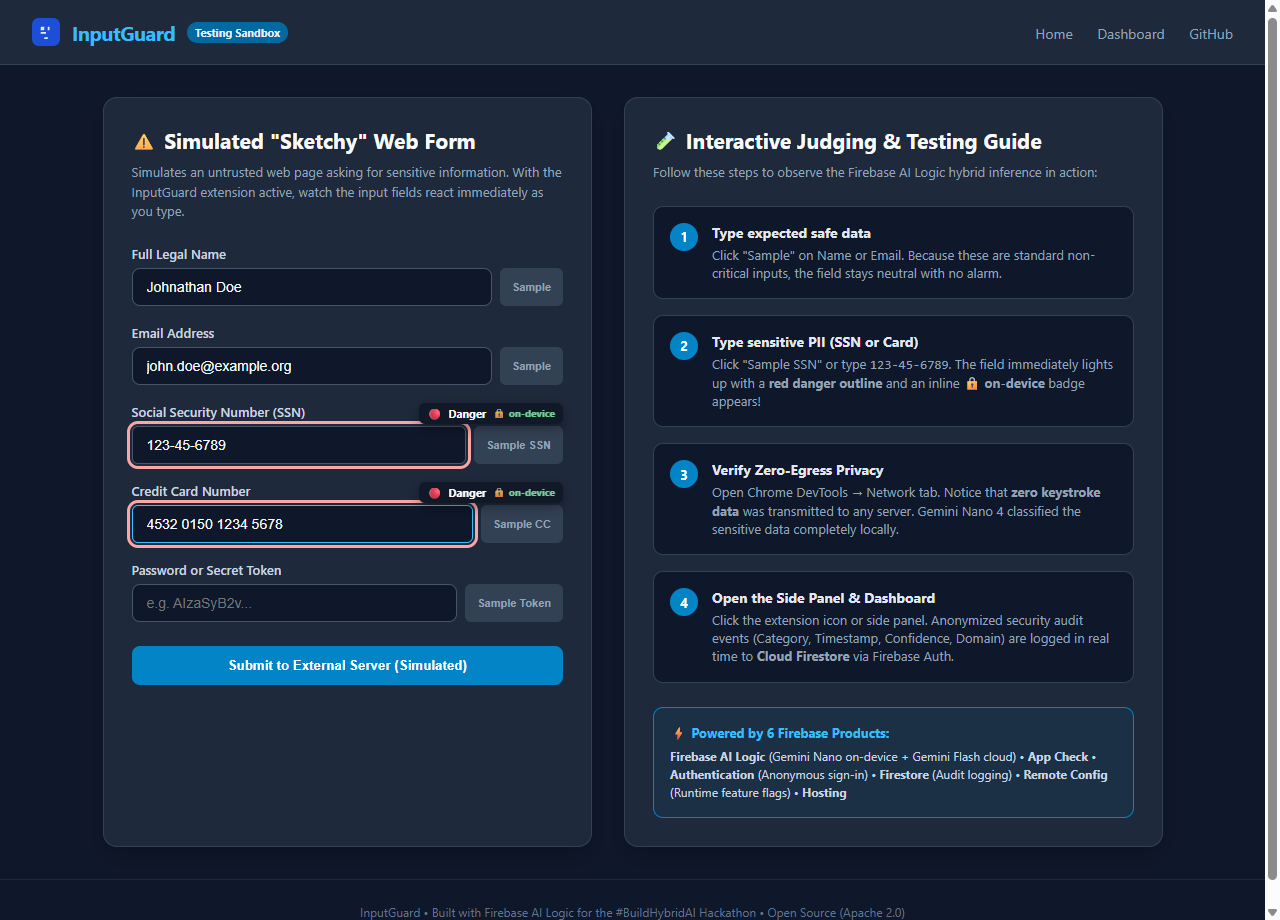 InputGuard
Testing Sandbox
Home
Dashboard
GitHub
Simulated "Sketchy" Web Form
Simulates an untrusted web page asking for sensitive information. With the
InputGuard extension active, watch the input fields react immediately as
you type.
Full Legal Name
Johnathan Doe
Sample
Email Address
john.doe@example.org
Sample
Social Security Number (SSN)
Danger 🔒 on-device
123-45-6789
Sample SSN
Credit Card Number
Danger 🔒 on-device
4532 0150 1234 5678
Sample CC
Password or Secret Token
e.g. AIzaSyB2v...
Sample Token
Submit to External Server (Simulated)
Interactive Judging & Testing Guide
Follow these steps to observe the Firebase AI Logic hybrid inference in action:
1
Type expected safe data
Click "Sample" on Name or Email. Because these are standard non-
critical inputs, the field stays neutral with no alarm.
2
Type sensitive PII (SSN or Card)
Click "Sample SSN" or type 123-45-6789. The field immediately lights
up with a red danger outline and an inline 🔒 on-device badge
appears!
3
Verify Zero-Egress Privacy
Open Chrome DevTools → Network tab. Notice that zero keystroke
data was transmitted to any server. Gemini Nano 4 classified the
sensitive data completely locally.
4
Open the Side Panel & Dashboard
Click the extension icon or side panel. Anonymized security audit
events (Category, Timestamp, Confidence, Domain) are logged in real
time to Cloud Firestore via Firebase Auth.
⚡ Powered by 6 Firebase Products:
Firebase AI Logic (Gemini Nano on-device + Gemini Flash cloud) • App Check •
Authentication (Anonymous sign-in) • Firestore (Audit logging) • Remote Config
(Runtime feature flags) • Hosting
InputGuard • Built with Firebase AI Logic for the #BuildHybridAI Hackathon • Open Source (Apache 2.0)